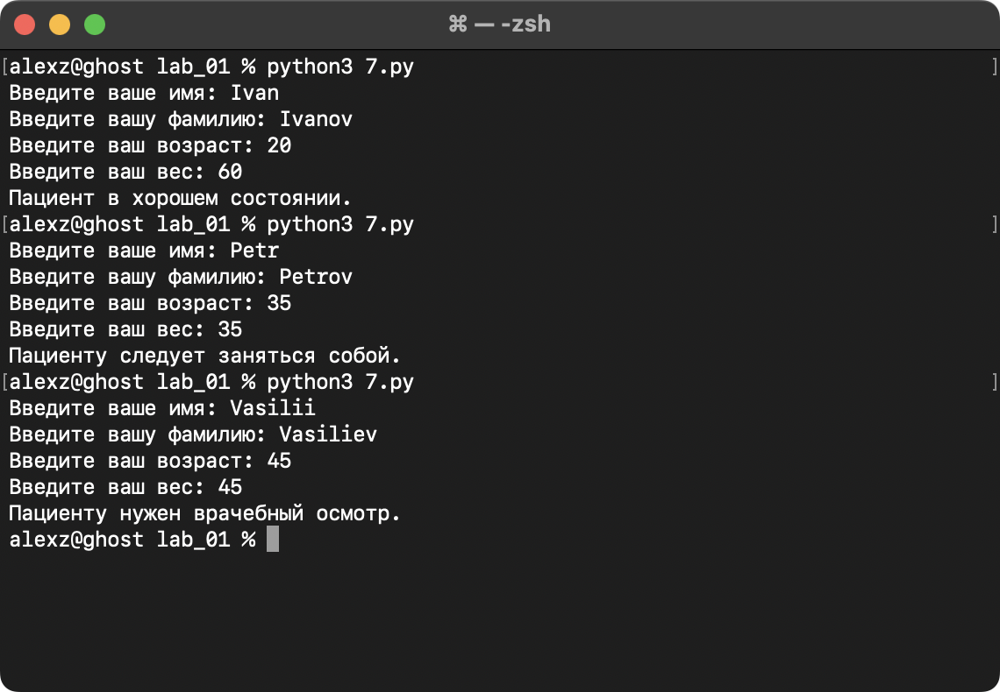 ⌘ — -zsh
[alexz@ghost lab_01 % python3 7.py ]
Введите ваше имя: Ivan
Введите вашу фамилию: Ivanov
Введите ваш возраст: 20
Введите ваш вес: 60
Пациент в хорошем состоянии.
[alexz@ghost lab_01 % python3 7.py ]
Введите ваше имя: Petr
Введите вашу фамилию: Petrov
Введите ваш возраст: 35
Введите ваш вес: 35
Пациенту следует заняться собой.
[alexz@ghost lab_01 % python3 7.py ]
Введите ваше имя: Vasilii
Введите вашу фамилию: Vasiliev
Введите ваш возраст: 45
Введите ваш вес: 45
Пациенту нужен врачебный осмотр.
alexz@ghost lab_01 %